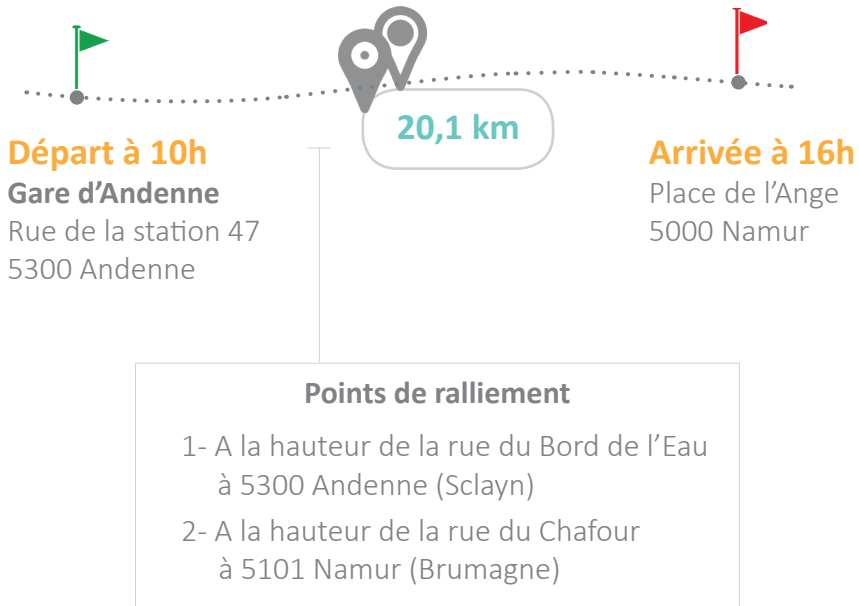 20,1 km
Départ à 10h
Gare d’Andenne
Rue de la station 47
5300 Andenne
Arrivée à 16h
Place de l’Ange
5000 Namur
Points de ralliement
1- A la hauteur de la rue du Bord de l’Eau
à 5300 Andenne (Sclayn)
2- A la hauteur de la rue du Chafour
à 5101 Namur (Brumagne)